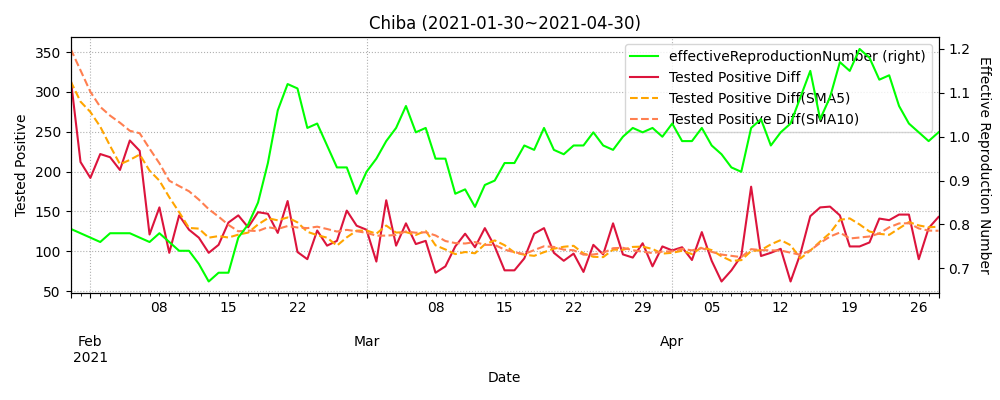 Chiba (2021-01-30~2021-04-30)
effectiveReproductionNumber (right)
Tested Positive Diff
Tested Positive Diff(SMA5)
Tested Positive Diff(SMA10)
Tested Positive
350
300
250
200
150
100
50
1.2
1.1
1.0
0.9
0.8
0.7
Effective Reproduction Number
08 15 22 08 15 22 29 05 12 19 26
Feb Mar Apr
2021
Date